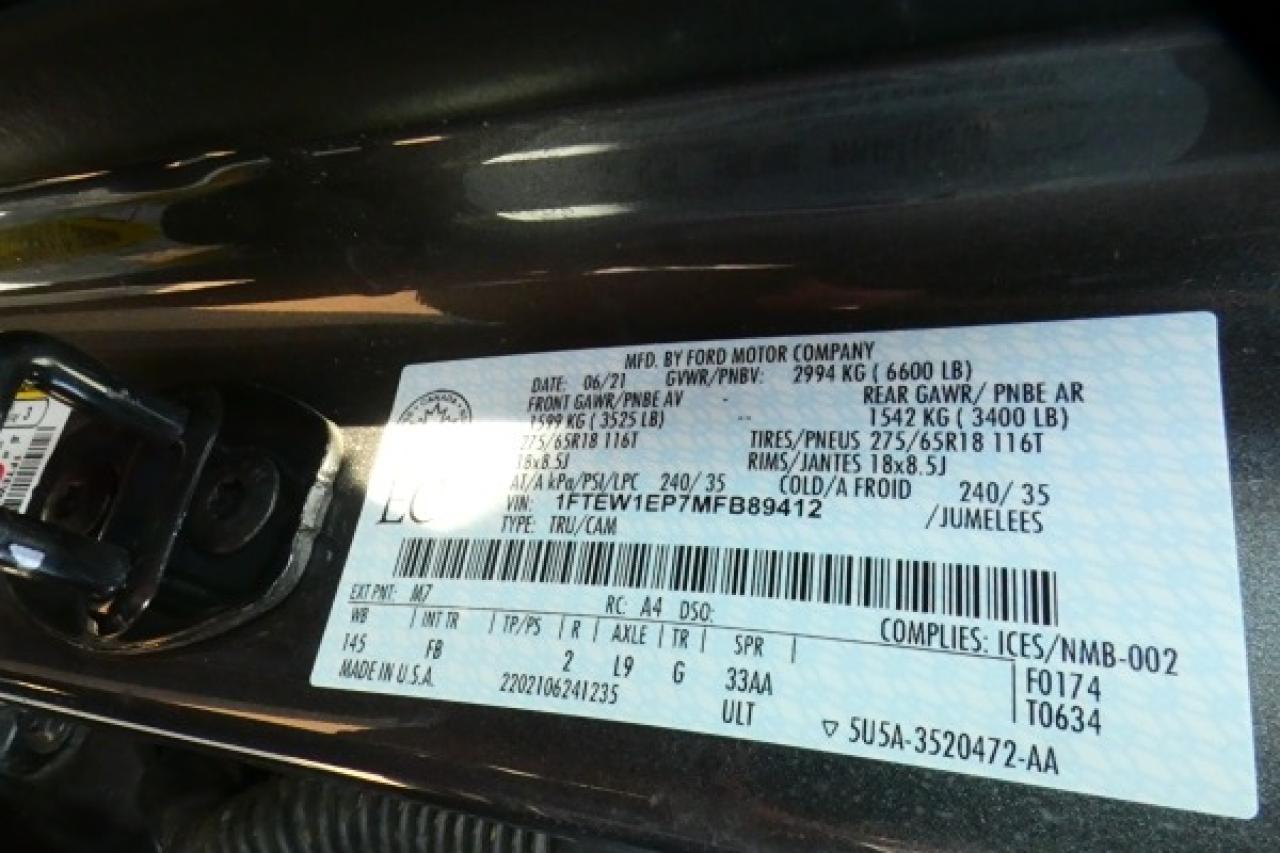 MFD. BY FORD MOTOR COMPANY
DATE: 06/21 GVWR/PNBV: 2994 KG ( 6600 LB)
FRONT GAWR/PNBE AV REAR GAWR/ PNBE AR
1599 KG ( 3525 LB) -- 1542 KG ( 3400 LB)
275/65R18 116T TIRES/PNEUS 275/65R18 116T
18x8.5J RIMS/JANTES 18x8.5J
AT/A kPa/PSI/LPC 240/ 35 COLD/A FROID 240/ 35
VIN: 1FTEW1EP7MFB89412 /JUMELEES
TYPE: TRU/CAM
CANADA
EXT PNT: M7 RC: A4 DSO:
COMPLIES: ICES/NMB-002
WB | INT TR | TP/PS | R | AXLE | TR | SPR |
145 FB 2 L9 G 33AA F0174
MADE IN U.S.A. 2202106241235 ULT T0634
▽ 5U5A-3520472-AA